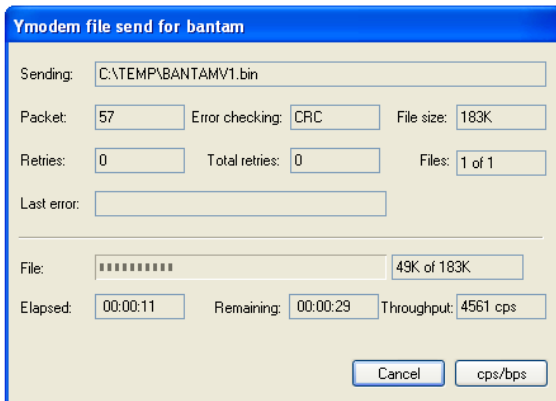 Ymodem file send for bantam
Sending: C:\TEMP\BANTAMV1.bin
Packet: 57 Error checking: CRC File size: 183K
Retries: 0 Total retries: 0 Files: 1 of 1
Last error:
File: 49K of 183K
Elapsed: 00:00:11 Remaining: 00:00:29 Throughput: 4561 cps
Cancel cps/bps